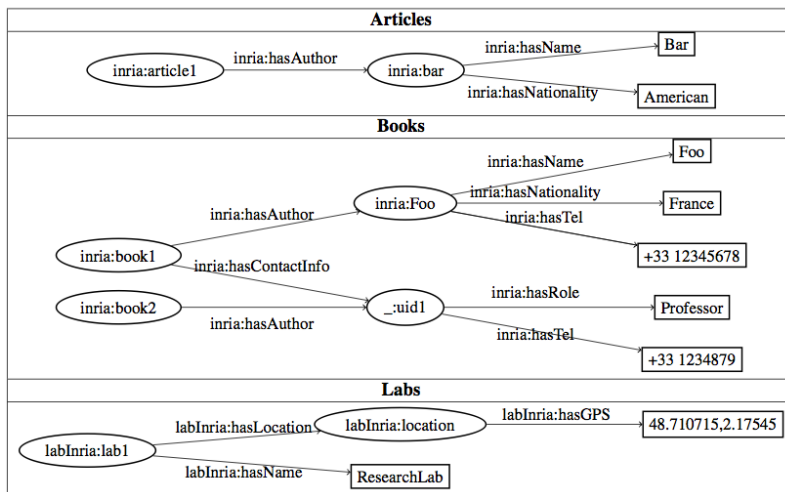 Articles
inria:article1
inria:hasAuthor
inria:bar
inria:hasName
Bar
inria:hasNationality
American
Books
inria:book1
inria:hasAuthor
inria:Foo
inria:hasName
Foo
inria:hasNationality
France
inria:hasTel
+33 12345678
inria:hasContactInfo
inria:book2
inria:hasAuthor
_:uid1
inria:hasRole
Professor
inria:hasTel
+33 1234879
Labs
labInria:lab1
labInria:hasLocation
labInria:location
labInria:hasGPS
48.710715,2.17545
labInria:hasName
ResearchLab